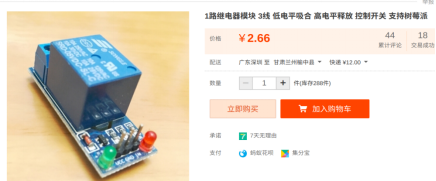 1路继电器模块 3线 低电平吸合 高电平释放 控制开关 支持树莓派
价格
¥2.66
44
累计评论
18
交易成功
配送
广东深圳 至 甘肃兰州榆中县 快递 ¥12.00
数量
1
件(库存288件)
立即购买
加入购物车
承诺
7天无理由
支付
蚂蚁花呗
集分宝
VCC GND IN